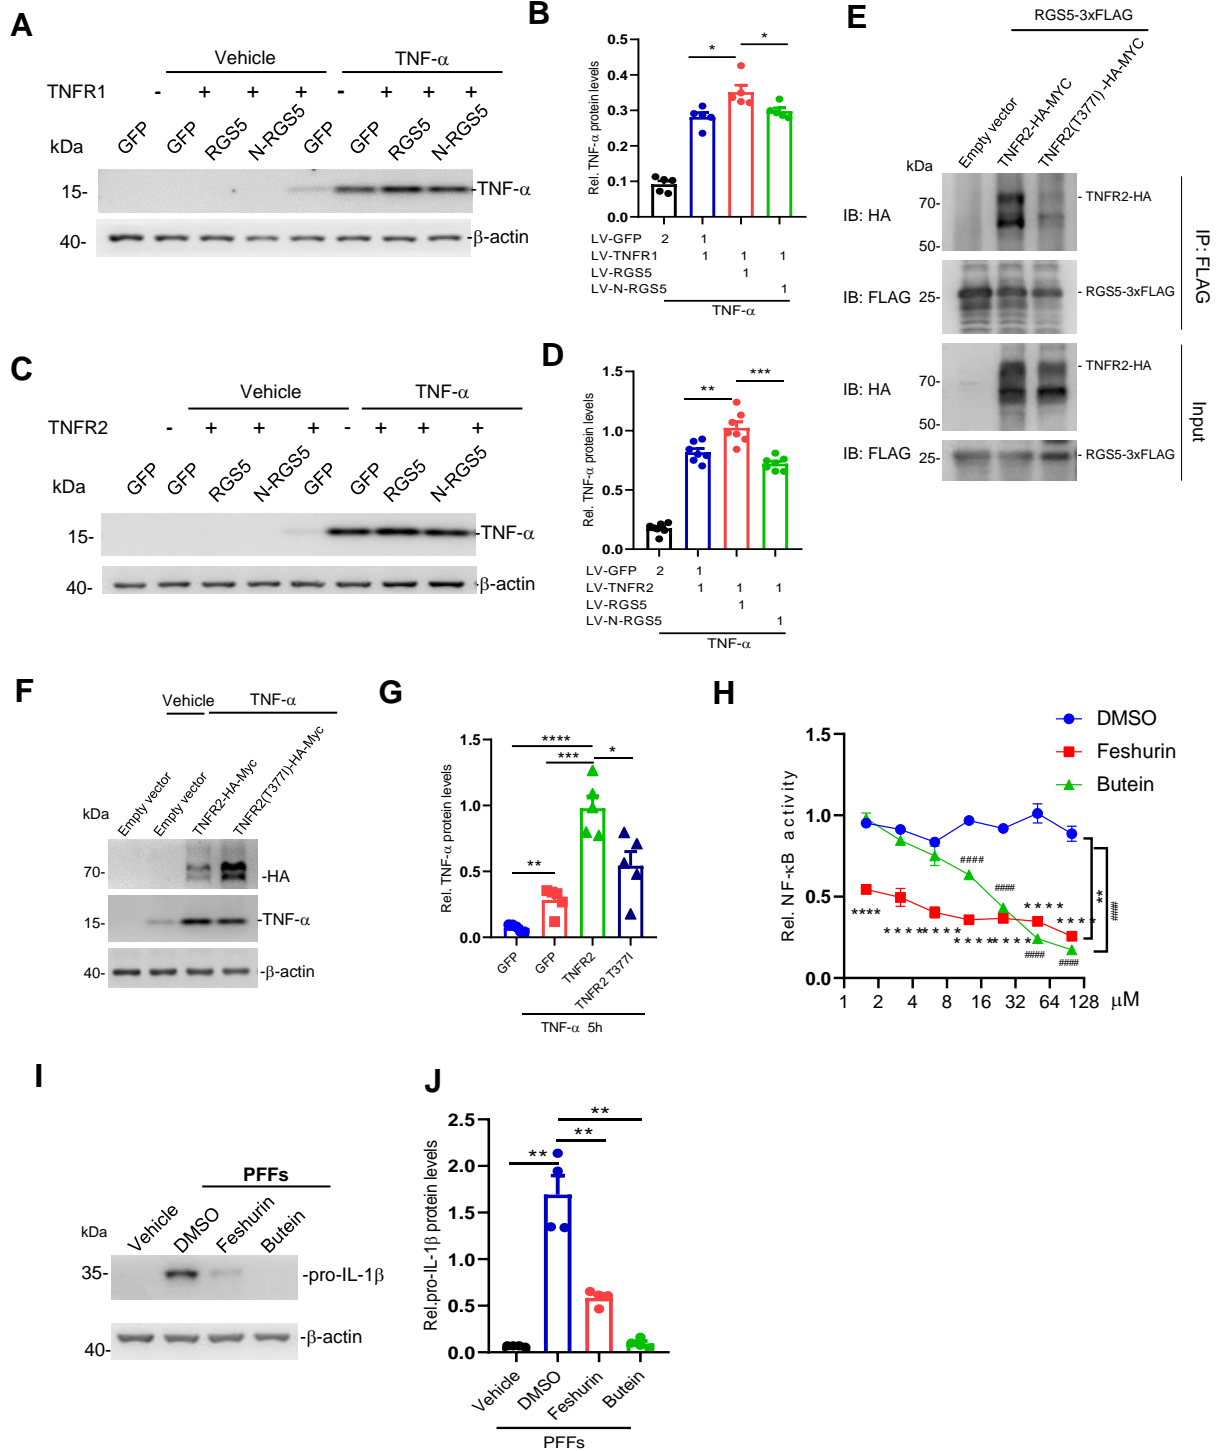 A
Vehicle
TNF-α
TNFR1
- + + + - + + +
kDa
GFP GFP RGS5 N-RGS5 GFP GFP RGS5 N-RGS5
15-
-TNF-α
40-
-β-actin
B
Rel. TNF-α protein levels
0.5
0.4
0.3
0.2
0.1
0.0
*
*
LV-GFP 2 1
LV-TNFR1 1 1 1
LV-RGS5 1
LV-N-RGS5 1
TNF-α
C
Vehicle
TNF-α
TNFR2
- + + + - + + +
kDa
GFP GFP RGS5 N-RGS5 GFP GFP RGS5 N-RGS5
15-
-TNF-α
40-
-β-actin
D
Rel. TNF-α protein levels
1.5
1.0
0.5
0.0
**
***
LV-GFP 2 1
LV-TNFR2 1 1 1
LV-RGS5 1
LV-N-RGS5 1
TNF-α
E
RGS5-3xFLAG
Empty vector
TNFR2-HA-MYC
TNFR2(T377I)-HA-MYC
kDa
IB: HA
70-
50-
- TNFR2-HA
IB: FLAG
25-
- RGS5-3xFLAG
IP: FLAG
IB: HA
70-
50-
- TNFR2-HA
IB: FLAG
25-
- RGS5-3xFLAG
Input
F
Vehicle
TNF-α
kDa
Empty vector
Empty vector
TNFR2-HA-Myc
TNFR2(T377I)-HA-Myc
70-
-HA
15-
-TNF-α
40-
-β-actin
G
Rel. TNF-α protein levels
1.5
1.0
0.5
0.0
****
***
*
**
GFP
GFP
TNFR2
TNFR2 T377I
TNF-α 5h
H
DMSO
Feshurin
Butein
Rel. NF-κB activity
1.5
1.0
0.5
0.0
####
####
####
####
****
****
****
****
****
****
****
**
####
1 2 4 8 16 32 64 128 μM
I
PFFs
kDa
Vehicle
DMSO
Feshurin
Butein
35-
-pro-IL-1β
40-
-β-actin
J
Rel.pro-IL-1β protein levels
2.5
2.0
1.5
1.0
0.5
0.0
**
**
**
Vehicle
DMSO
Feshurin
Butein
PFFs